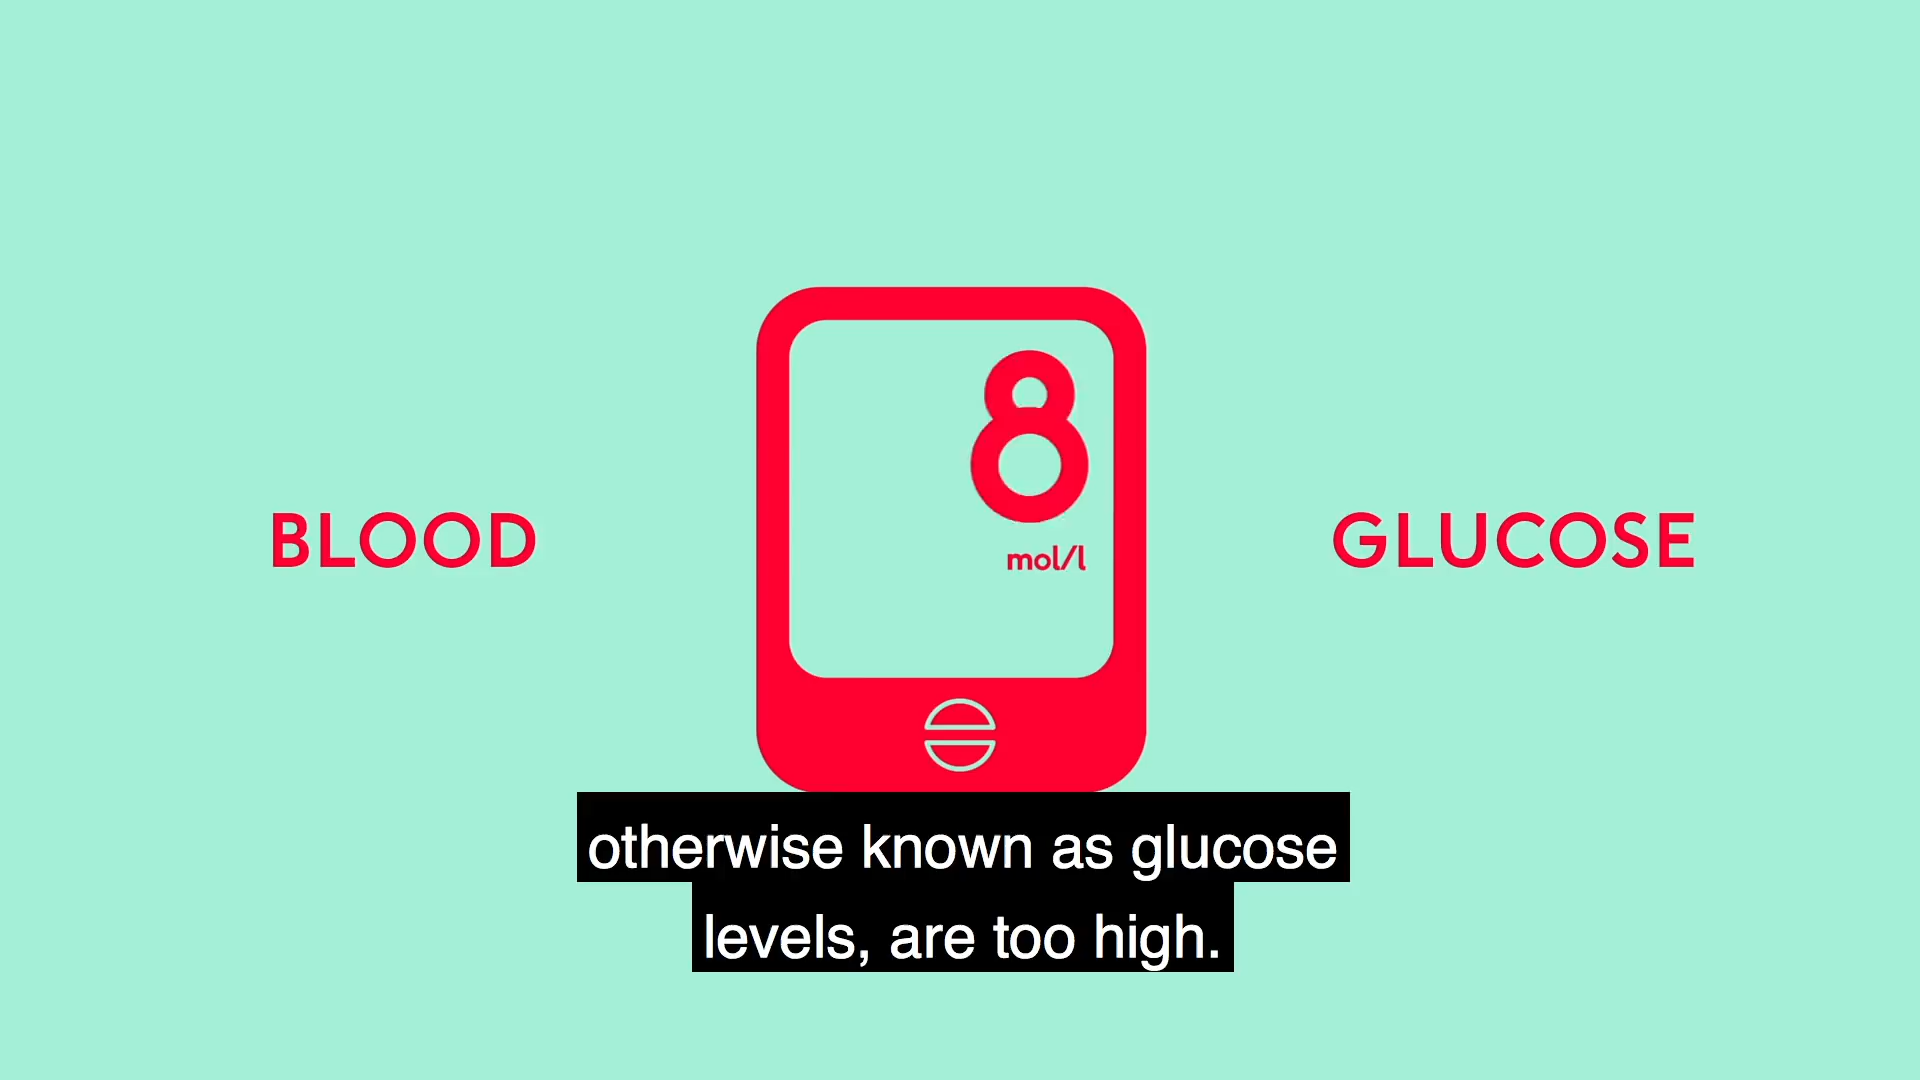 8
mol/l
BLOOD
GLUCOSE
otherwise known as glucose
levels, are too high.